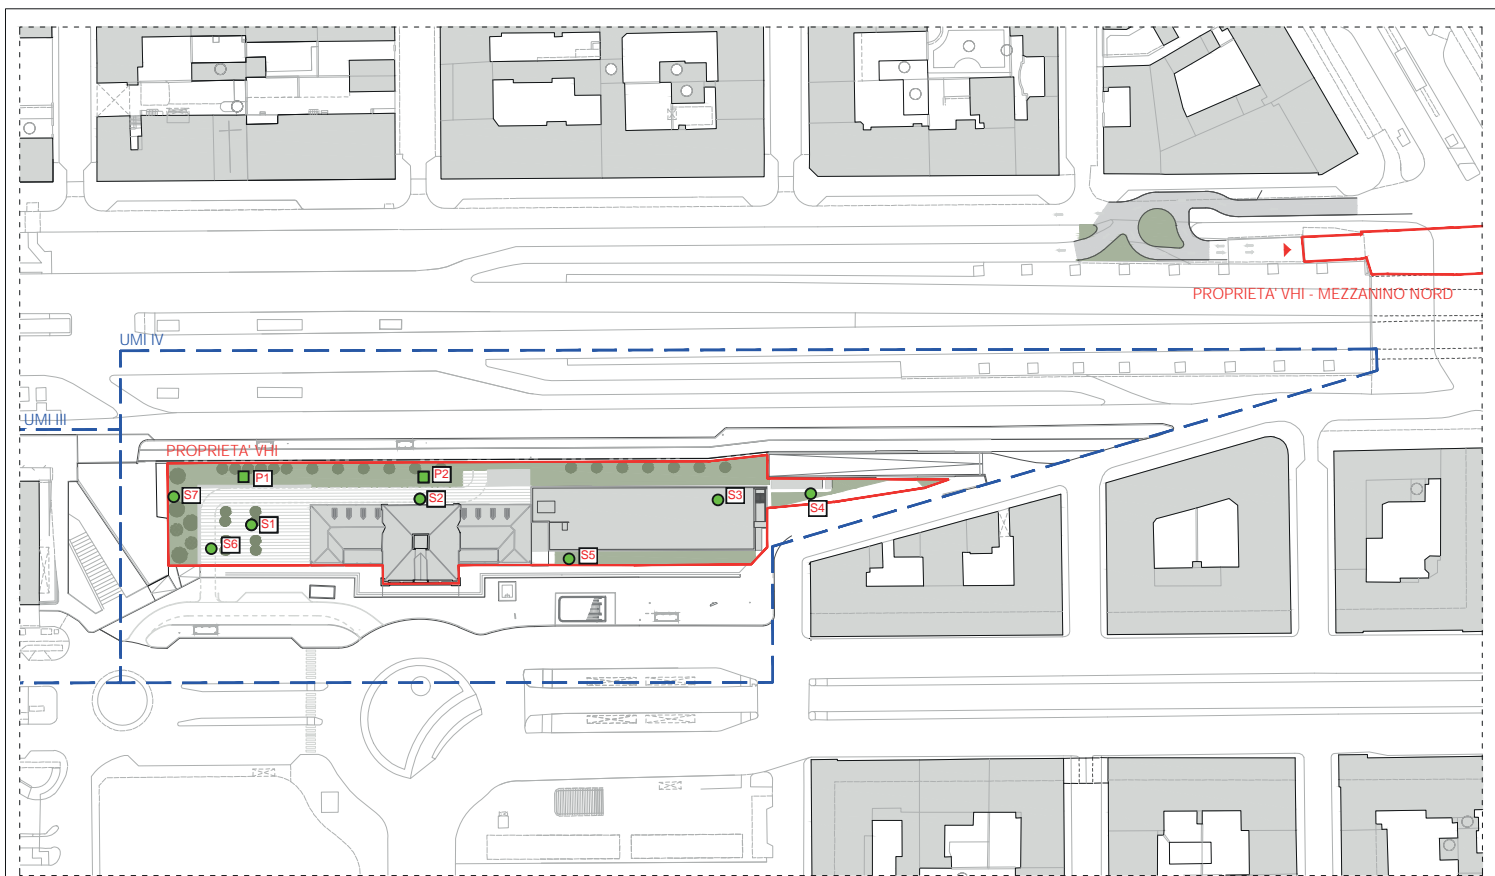 PROPRIETA' VHI - MEZZANINO NORD
UMI IV
UMI III
PROPRIETA' VHI
P1
P2
S7
S2
S3
S4
S1
S6
S5